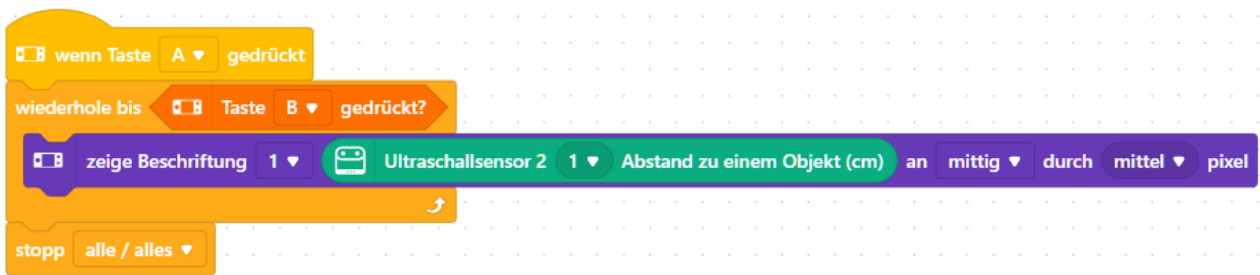 wenn Taste A gedrückt
wiederhole bis Taste B gedrückt?
zeige Beschriftung 1 Ultraschallsensor 2 1 Abstand zu einem Objekt (cm) an mittig durch mittel pixel
stopp alle / alles